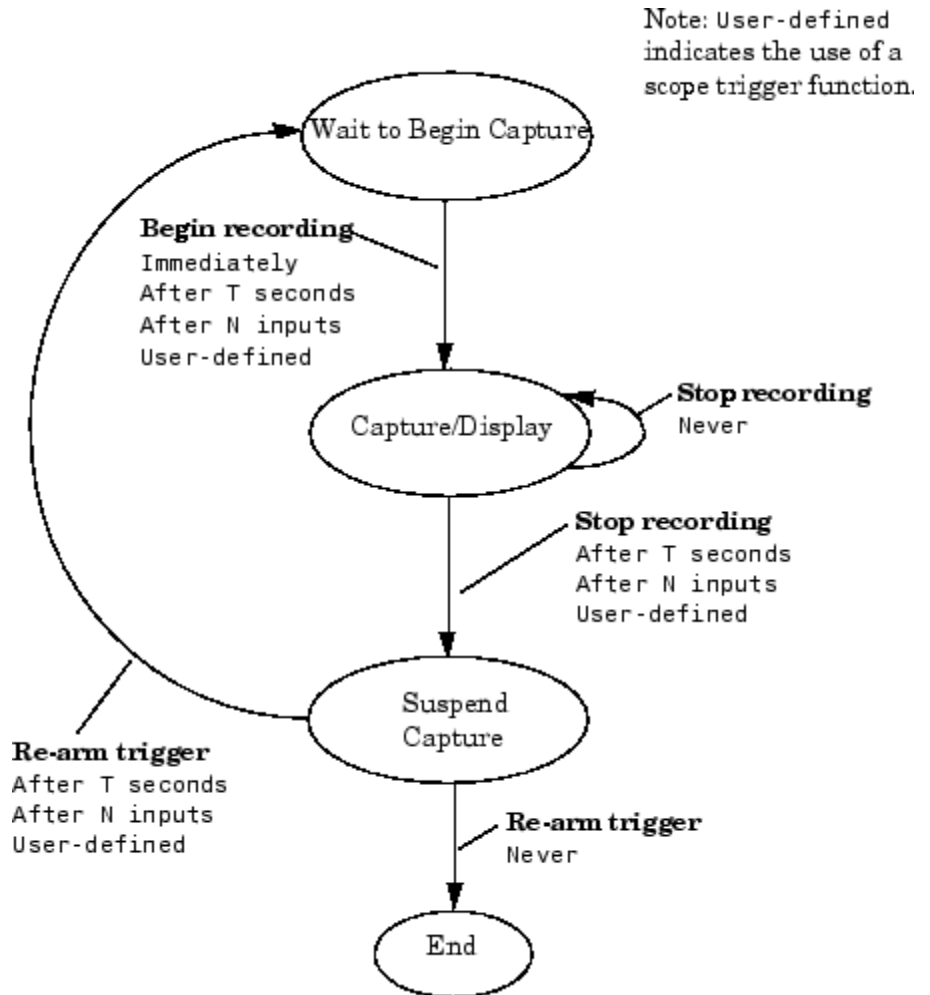 Note: User-defined
indicates the use of a
scope trigger function.
Wait to Begin Capture
Begin recording
Immediately
After T seconds
After N inputs
User-defined
Capture/Display
Stop recording
Never
Stop recording
After T seconds
After N inputs
User-defined
Suspend
Capture
Re-arm trigger
After T seconds
After N inputs
User-defined
Re-arm trigger
Never
End